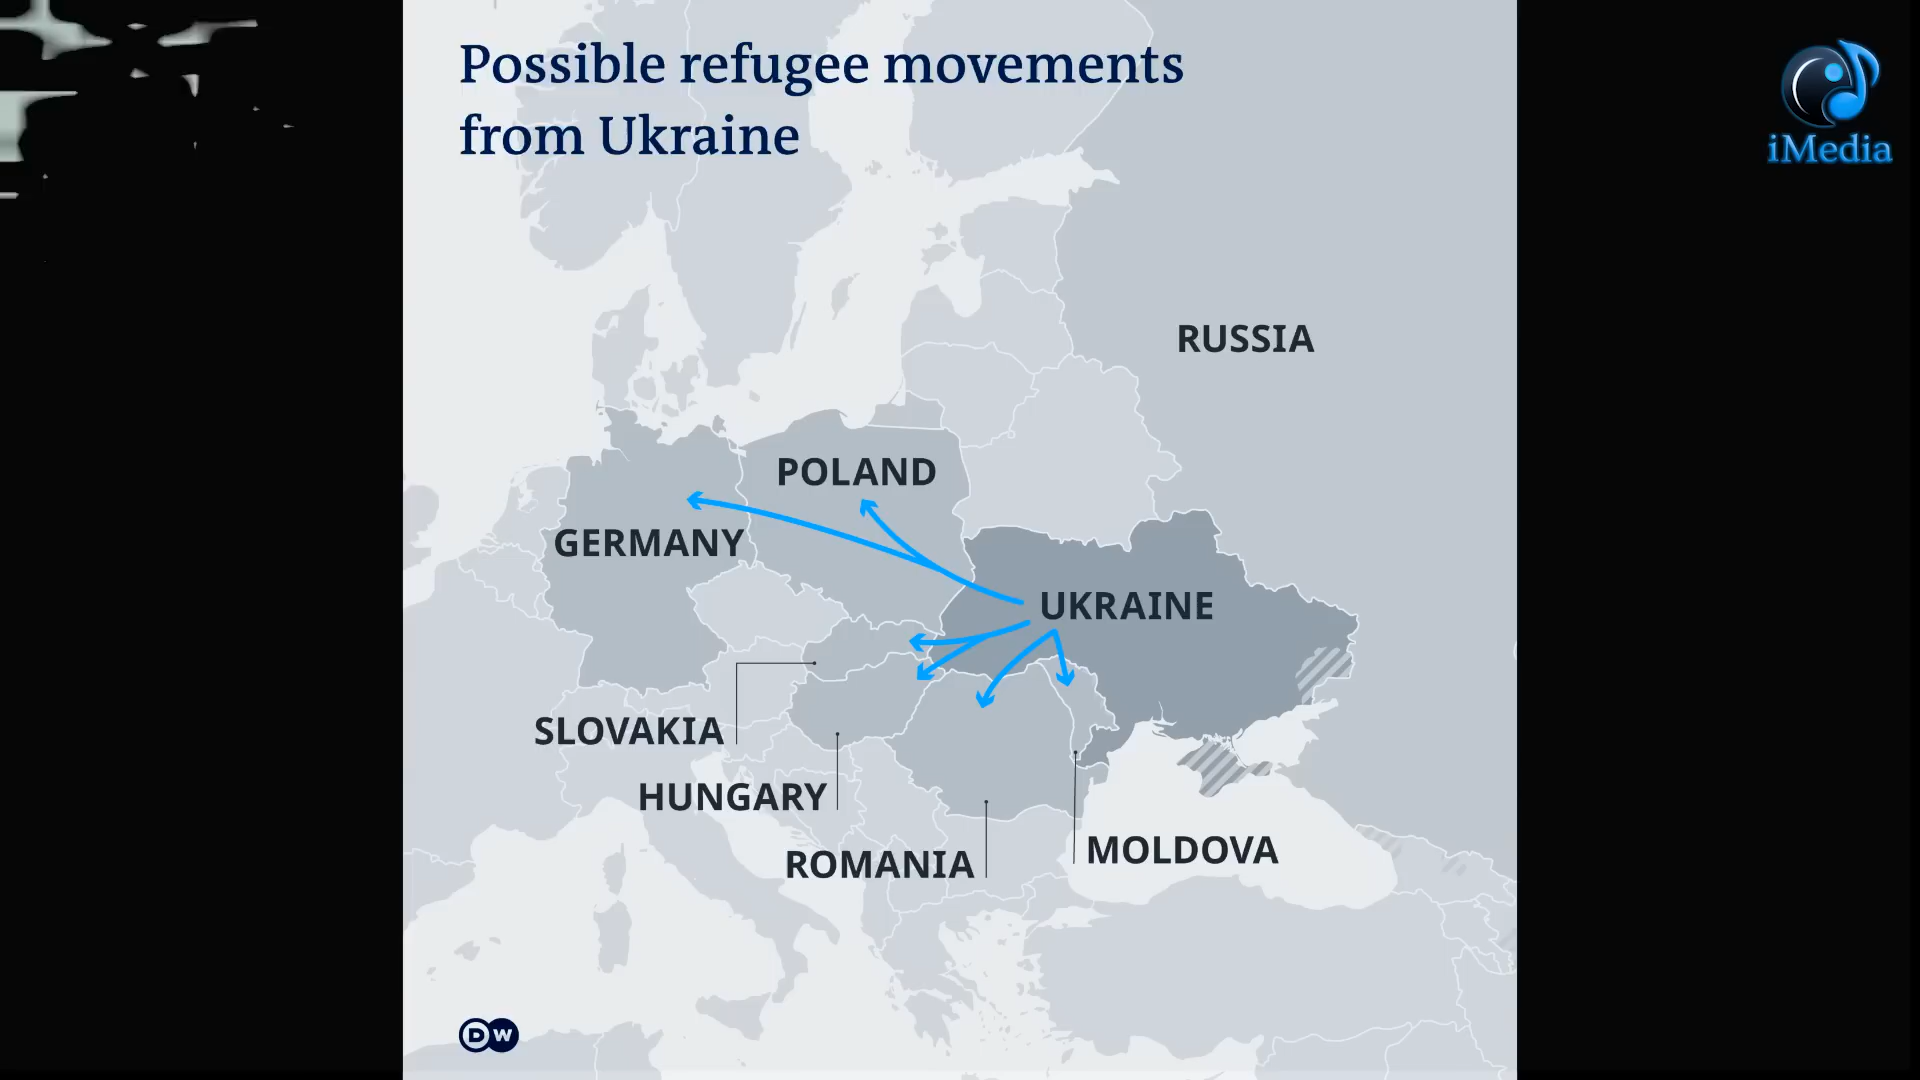 Possible refugee movements
from Ukraine
iMedia
RUSSIA
POLAND
GERMANY
UKRAINE
SLOVAKIA
HUNGARY
ROMANIA
MOLDOVA
DW